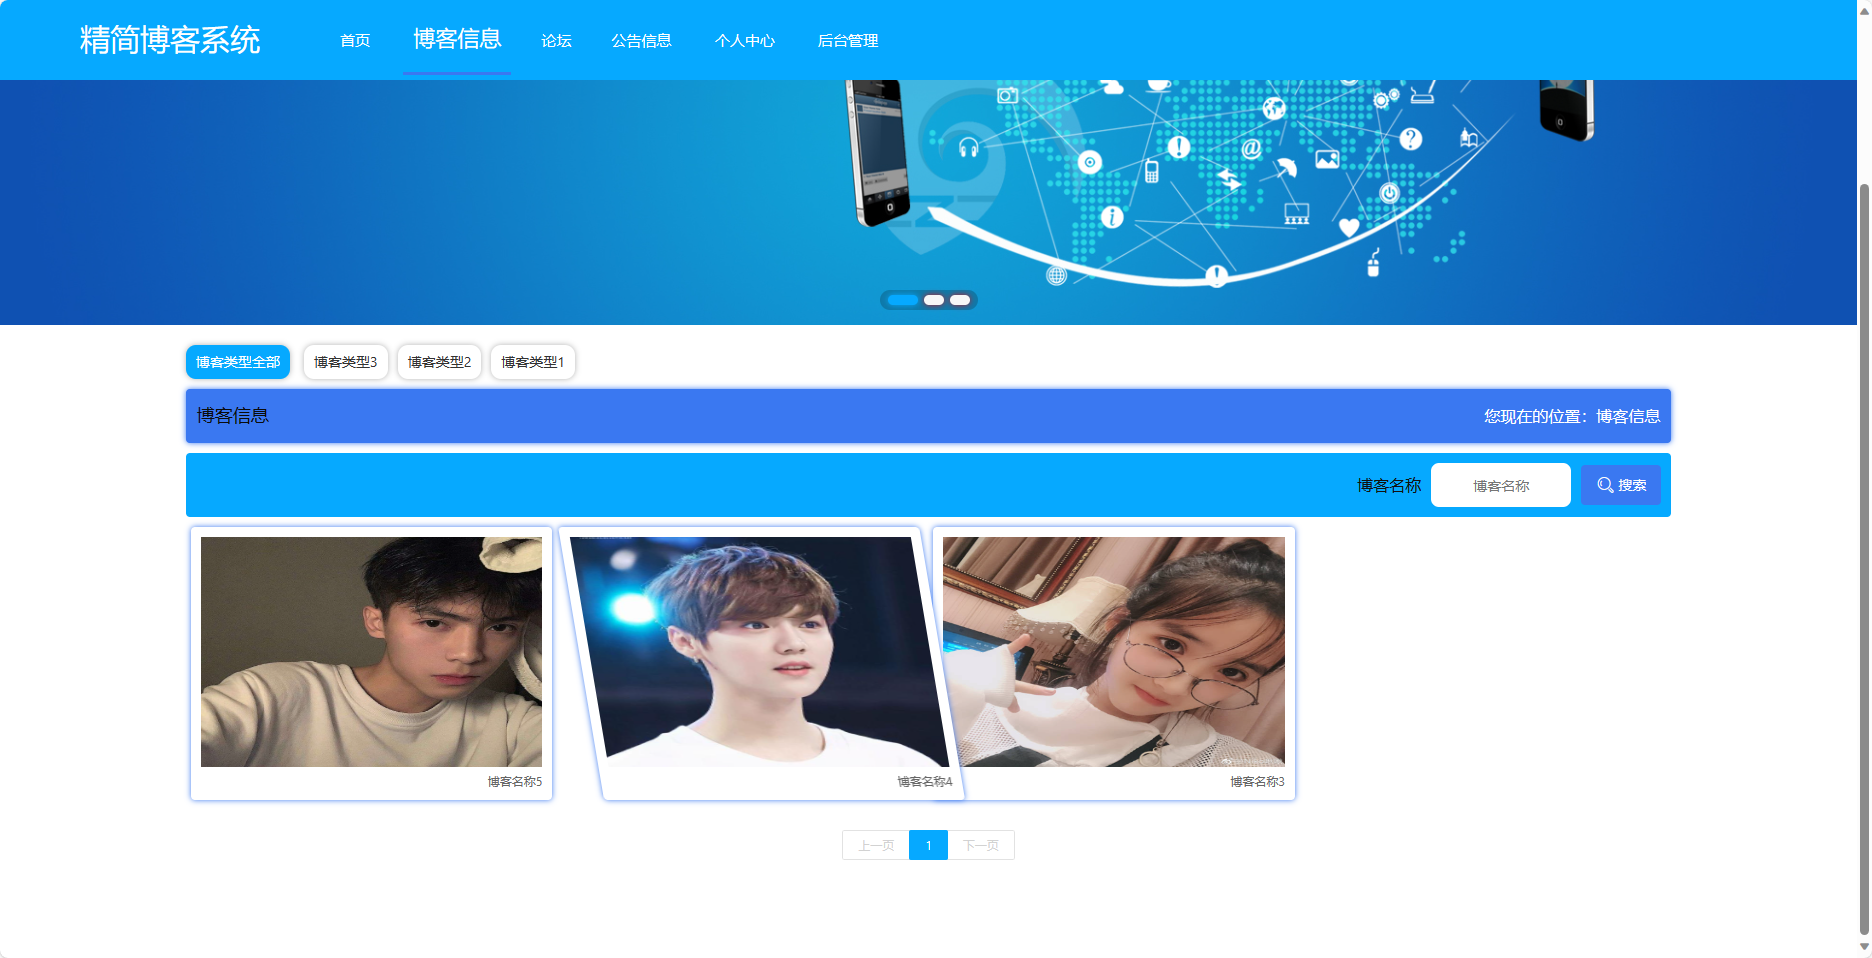 精简博客系统
首页
博客信息
论坛
公告信息
个人中心
后台管理
博客类型全部
博客类型3
博客类型2
博客类型1
博客信息
您现在的位置：博客信息
博客名称
博客名称
搜索
博客名称5
博客名称4
博客名称3
上一页
1
下一页